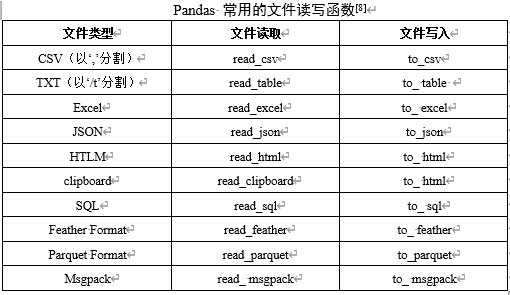 Pandas 常用的文件读写函数[8]
文件类型 文件读取 文件写入
CSV（以‘,’分割） read_csv to_csv
TXT（以‘/t’分割） read_table to_ table
Excel read_excel to_ excel
JSON read_json to_json
HTLM read_html to_ html
clipboard read_clipboard to_ html
SQL read_sql to_ sql
Feather Format read_feather to_ feather
Parquet Format read_parquet to_parquet
Msgpack read_ msgpack to_ msgpack